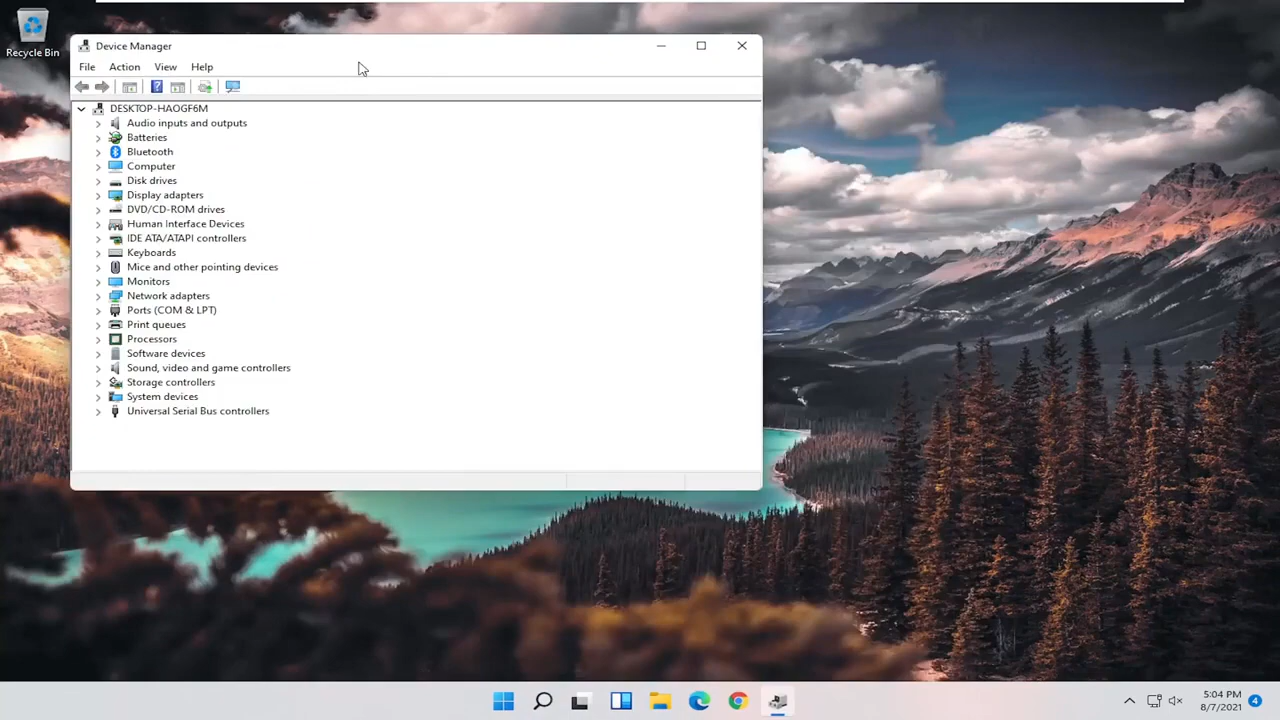 Recycle Bin
Device Manager
File Action View Help
DESKTOP-HAOGF6M
Audio inputs and outputs
Batteries
Bluetooth
Computer
Disk drives
Display adapters
DVD/CD-ROM drives
Human Interface Devices
IDE ATA/ATAPI controllers
Keyboards
Mice and other pointing devices
Monitors
Network adapters
Ports (COM & LPT)
Print queues
Processors
Software devices
Sound, video and game controllers
Storage controllers
System devices
Universal Serial Bus controllers
5:04 PM
8/7/2021
4